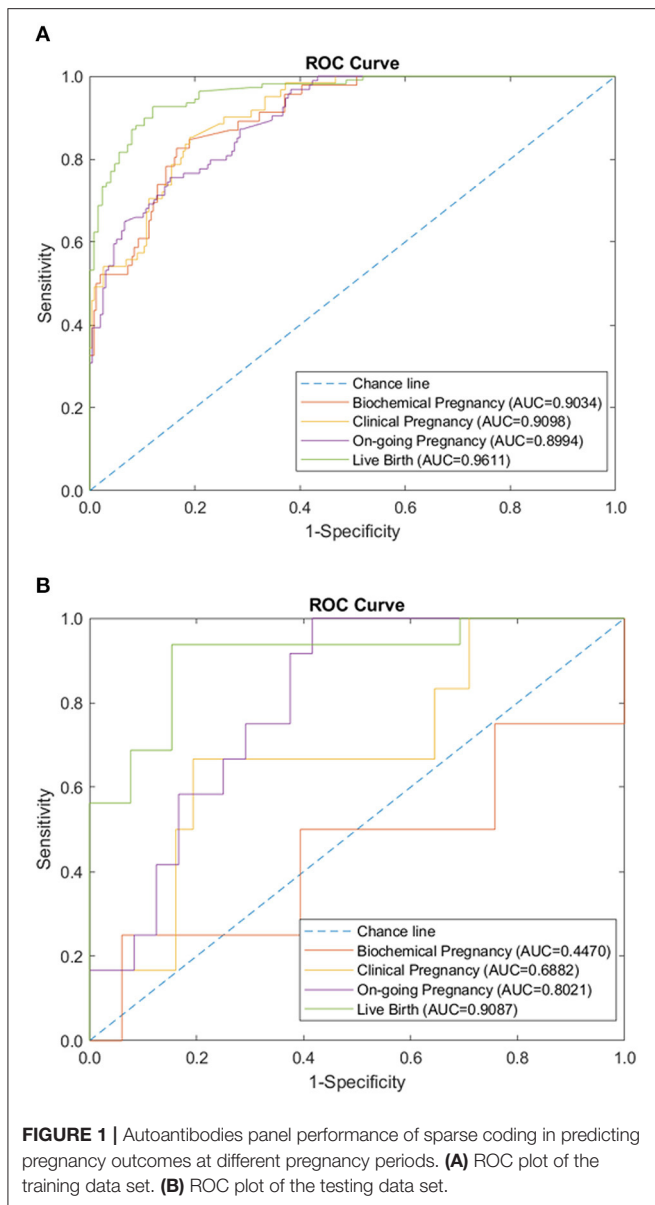 A
ROC Curve
1.0
0.8
0.6
0.4
0.2
0.0
Sensitivity
Chance line
Biochemical Pregnancy (AUC=0.9034)
Clinical Pregnancy (AUC=0.9098)
On-going Pregnancy (AUC=0.8994)
Live Birth (AUC=0.9611)
0.0 0.2 0.4 0.6 0.8 1.0
1-Specificity
B
ROC Curve
1.0
0.8
0.6
0.4
0.2
0.0
Sensitivity
Chance line
Biochemical Pregnancy (AUC=0.4470)
Clinical Pregnancy (AUC=0.6882)
On-going Pregnancy (AUC=0.8021)
Live Birth (AUC=0.9087)
0.0 0.2 0.4 0.6 0.8 1.0
1-Specificity
FIGURE 1 | Autoantibodies panel performance of sparse coding in predicting
pregnancy outcomes at different pregnancy periods. (A) ROC plot of the
training data set. (B) ROC plot of the testing data set.